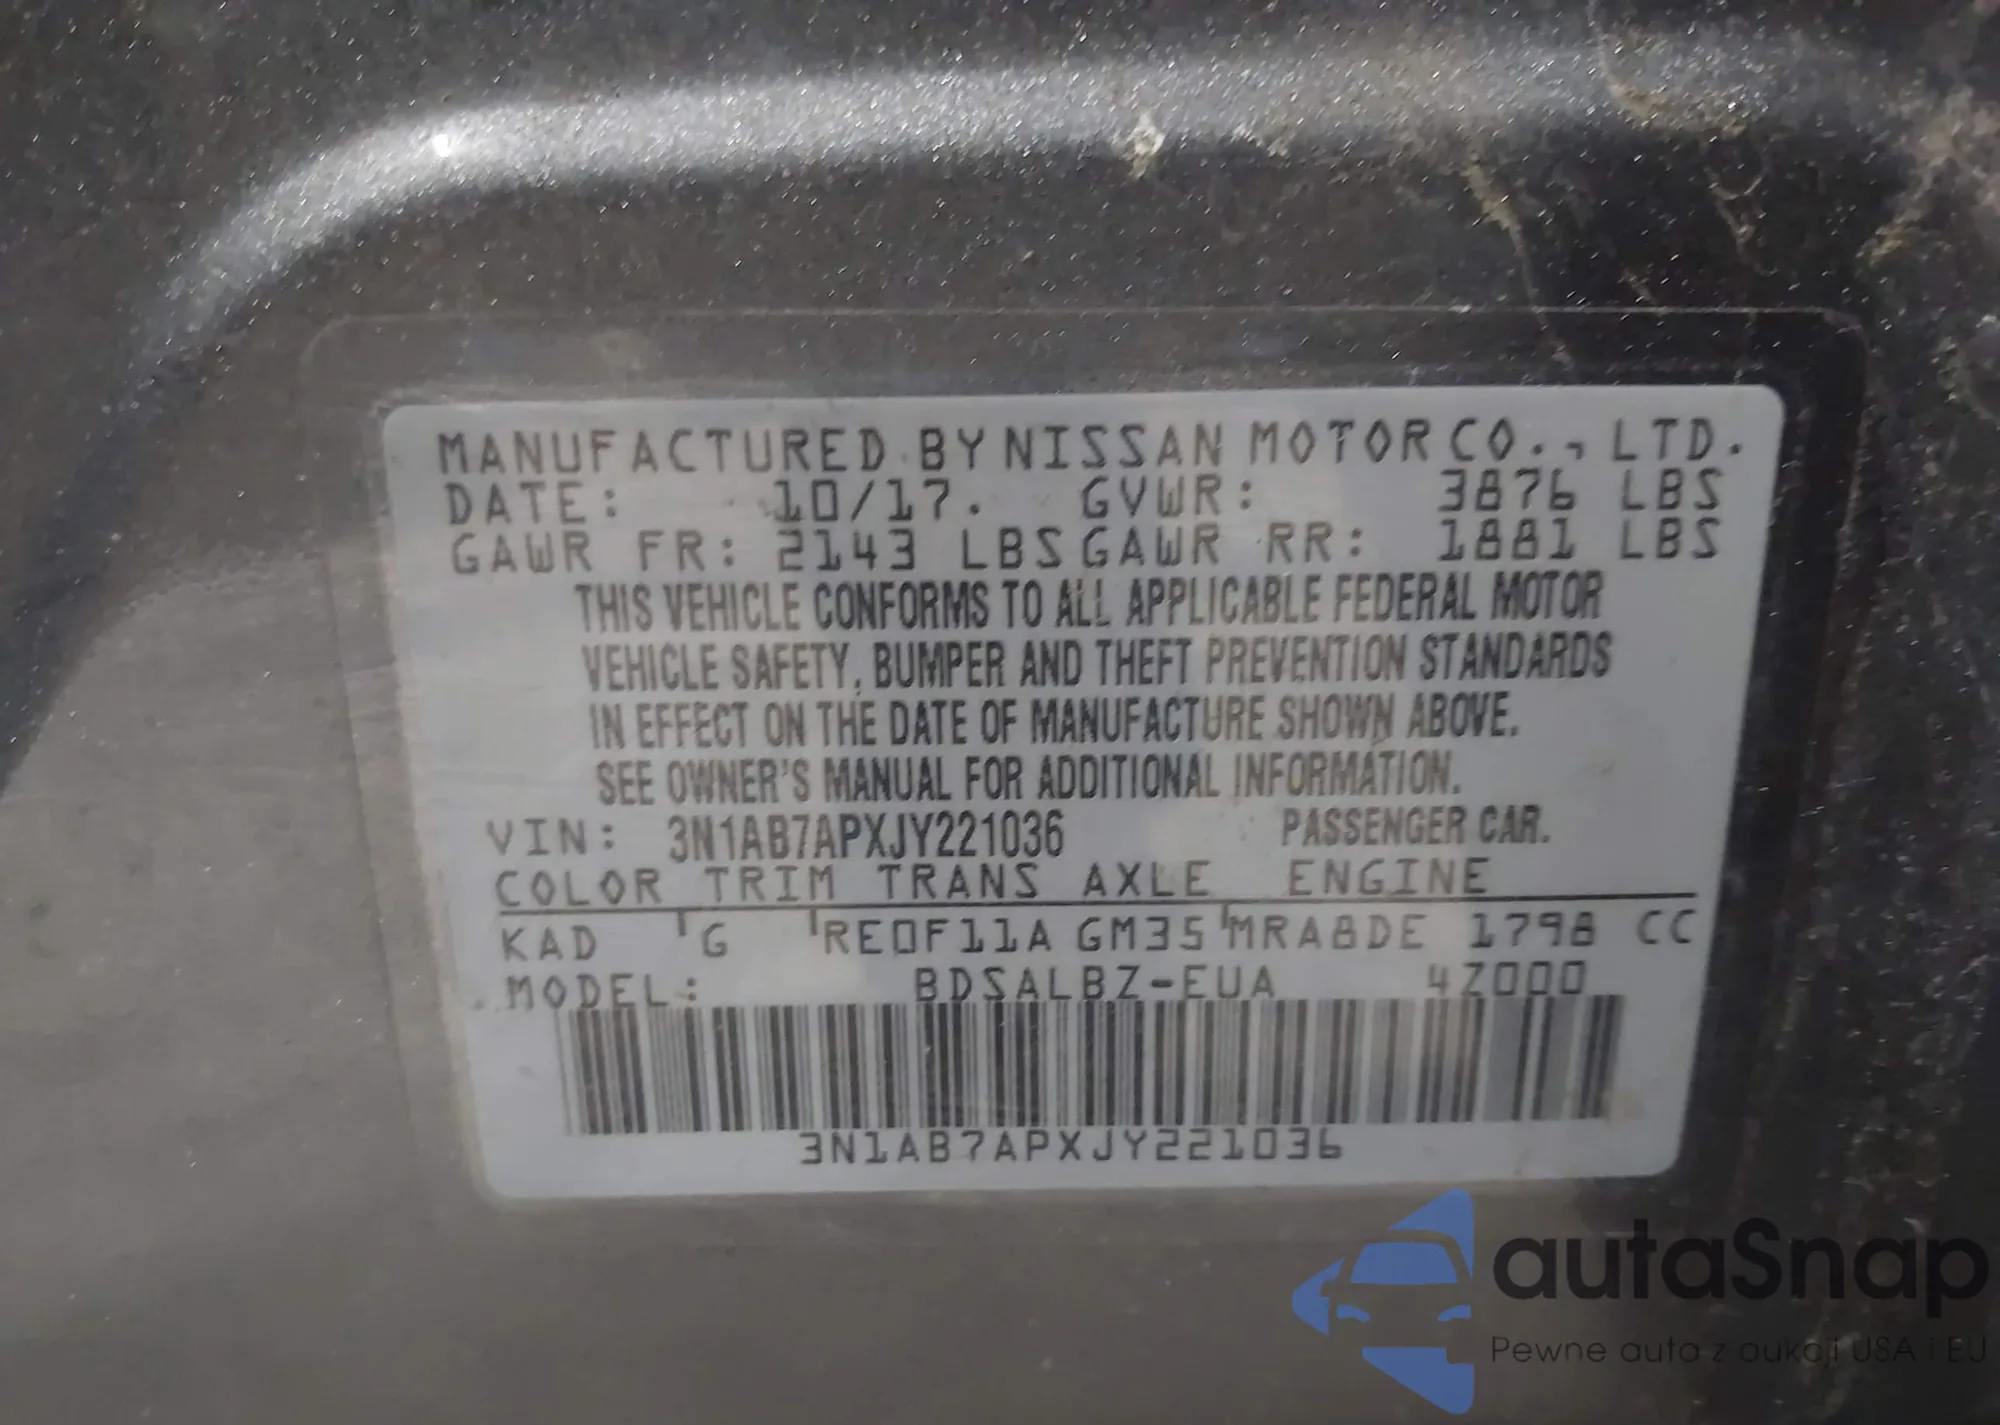 MANUFACTURED BY NISSAN MOTOR CO., LTD.
DATE: 10/17. GVWR: 3876 LBS
GAWR FR: 2143 LBS GAWR RR: 1881 LBS
THIS VEHICLE CONFORMS TO ALL APPLICABLE FEDERAL MOTOR
VEHICLE SAFETY, BUMPER AND THEFT PREVENTION STANDARDS
IN EFFECT ON THE DATE OF MANUFACTURE SHOWN ABOVE.
SEE OWNER'S MANUAL FOR ADDITIONAL INFORMATION.
VIN: 3N1AB7APXJY221036 PASSENGER CAR.
COLOR TRIM TRANS AXLE ENGINE
KAD G RE0F11A GM35 MRA8DE 1798 CC
MODEL: BDSALBZ-EUA 4Z000
3N1AB7APXJY221036
autaSnap
Pewne auta z aukcji USA i EU